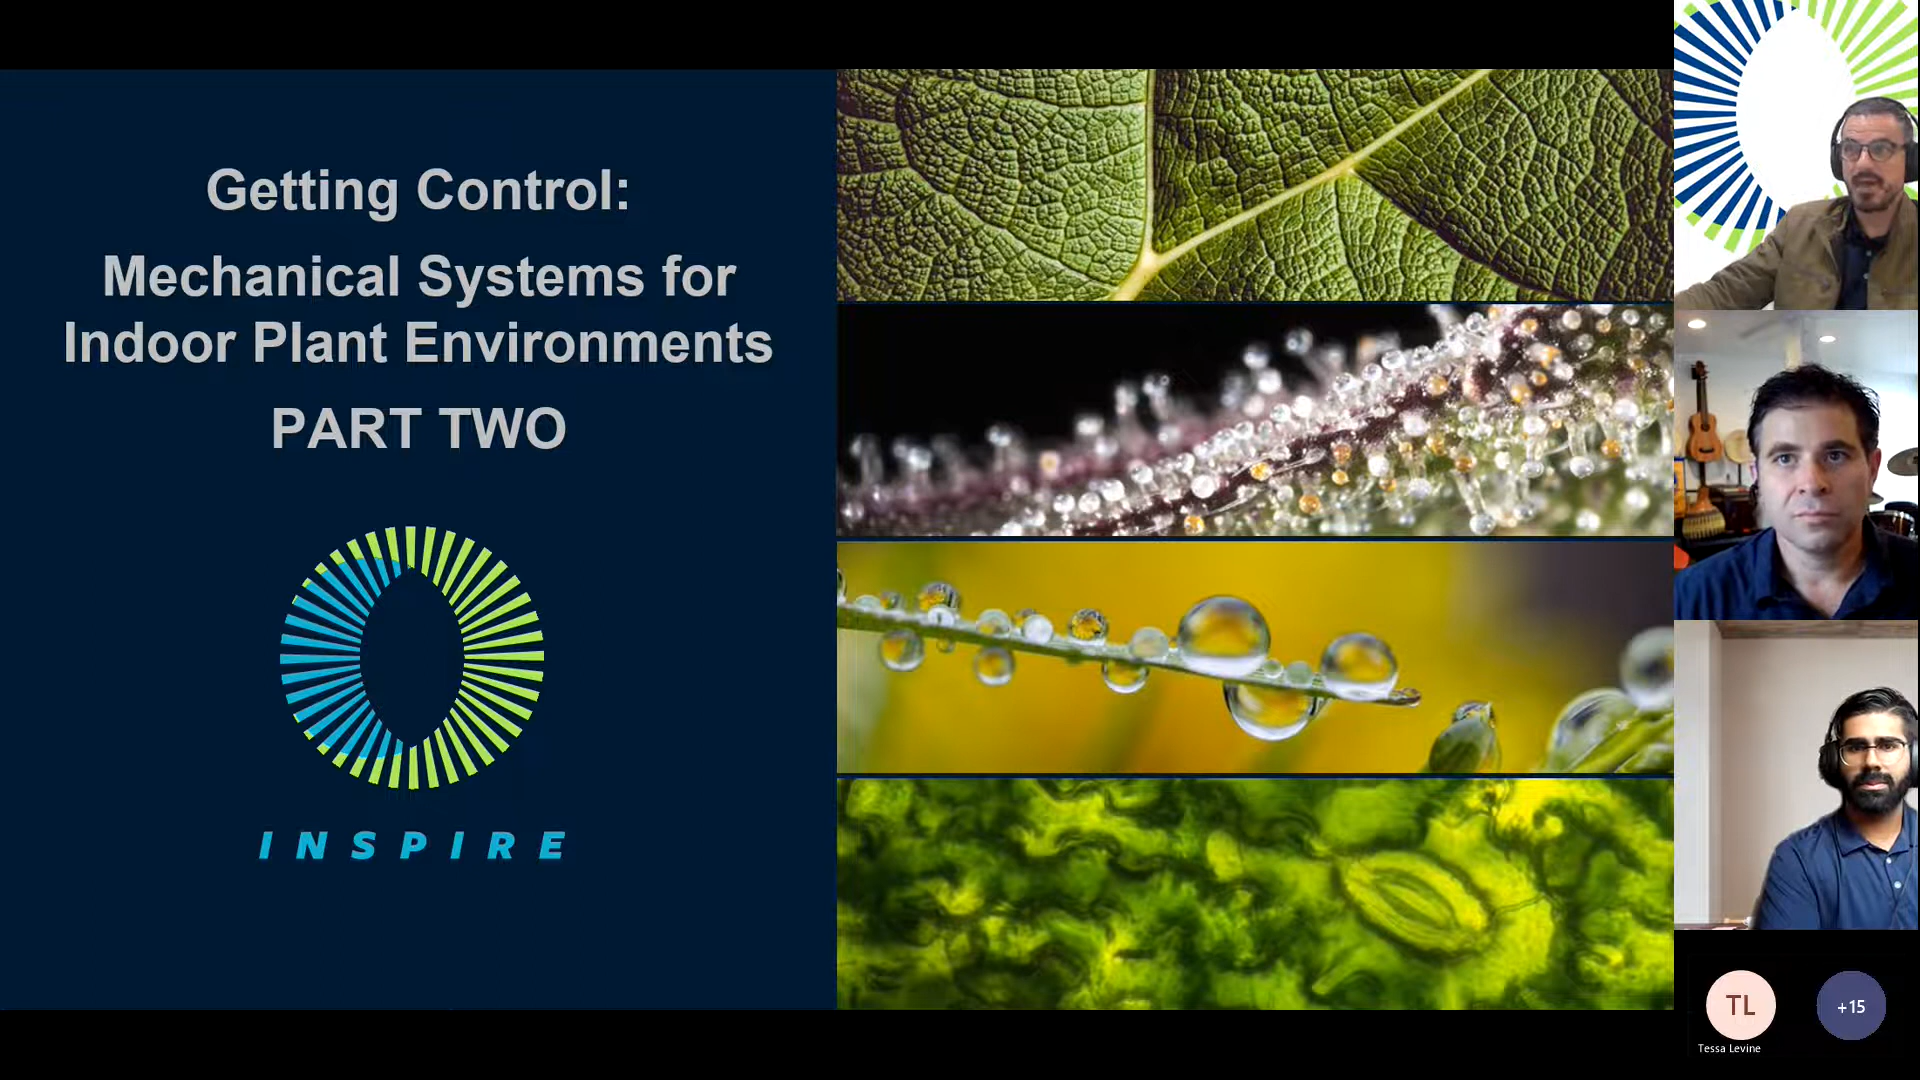 Getting Control:
Mechanical Systems for
Indoor Plant Environments
PART TWO
INSPIRE
TL
+15
Tessa Levine